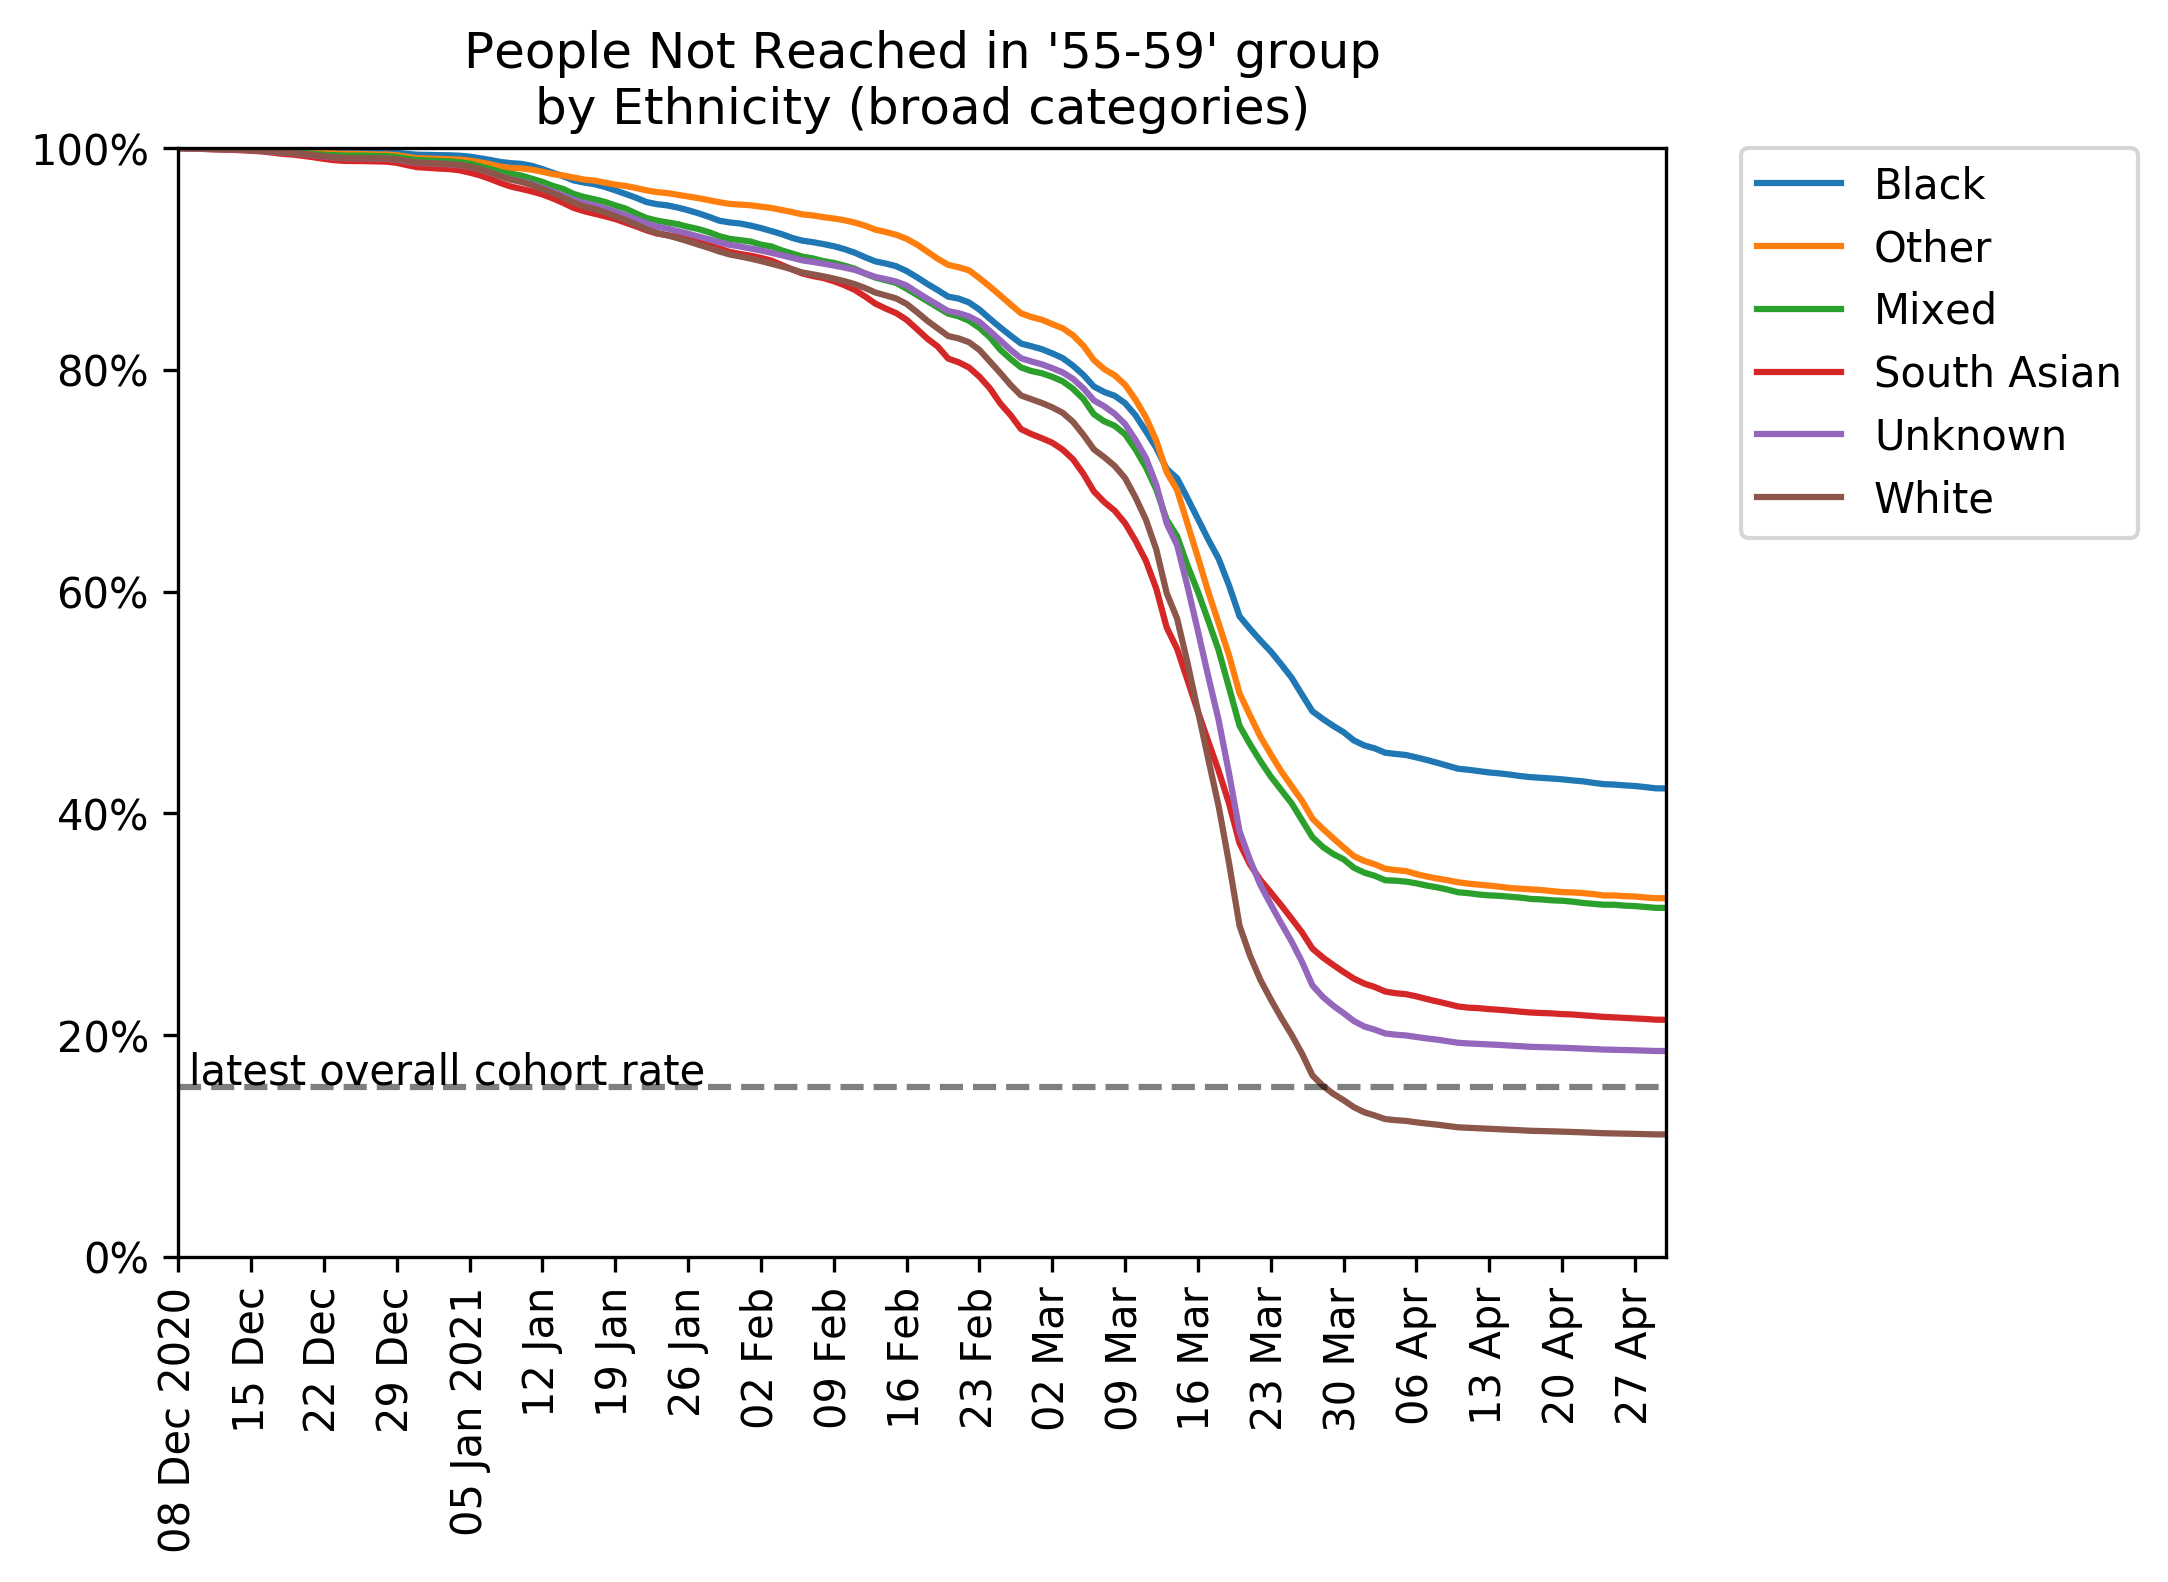 People Not Reached in '55-59' group
by Ethnicity (broad categories)
100%
80%
60%
40%
20%
0%
latest overall cohort rate
08 Dec 2020
15 Dec
22 Dec
29 Dec
05 Jan 2021
12 Jan
19 Jan
26 Jan
02 Feb
09 Feb
16 Feb
23 Feb
02 Mar
09 Mar
16 Mar
23 Mar
30 Mar
06 Apr
13 Apr
20 Apr
27 Apr
Black
Other
Mixed
South Asian
Unknown
White